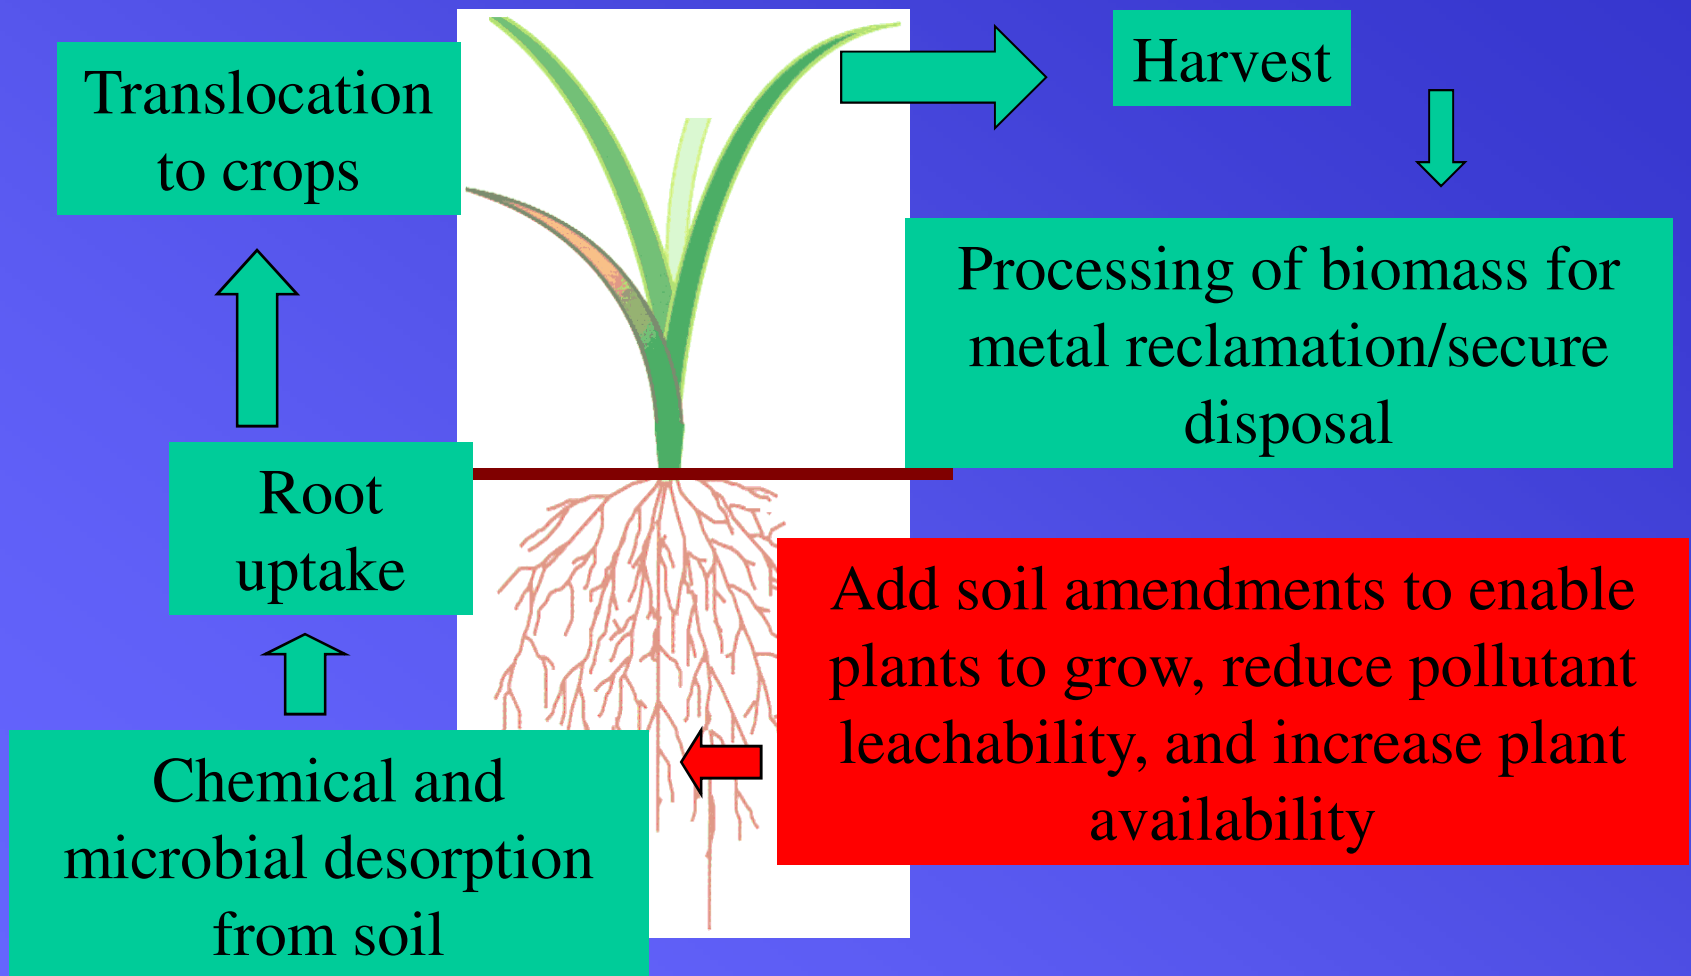 Translocation
to crops
Harvest
Processing of biomass for
metal reclamation/secure
disposal
Root
uptake
Add soil amendments to enable
plants to grow, reduce pollutant
leachability, and increase plant
availability
Chemical and
microbial desorption
from soil